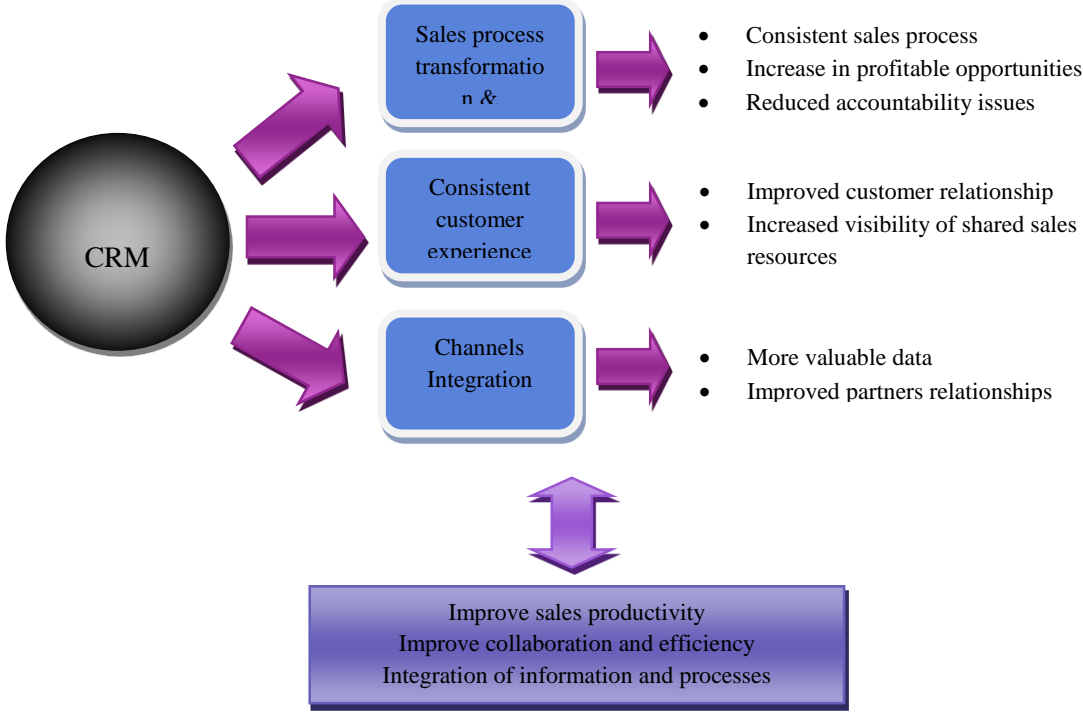 CRM
Sales process
transformatio
n &
• Consistent sales process
• Increase in profitable opportunities
• Reduced accountability issues
Consistent
customer
experience
• Improved customer relationship
• Increased visibility of shared sales
resources
Channels
Integration
• More valuable data
• Improved partners relationships
Improve sales productivity
Improve collaboration and efficiency
Integration of information and processes